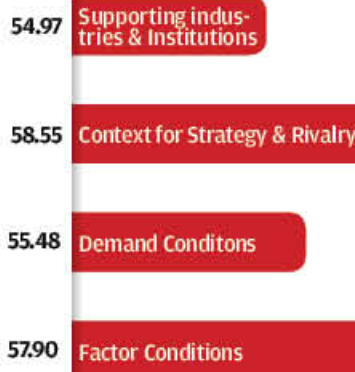 54.97 Supporting indus-
tries & Institutions
58.55 Context for Strategy & Rivalry
55.48 Demand Conditons
57.90 Factor Conditions